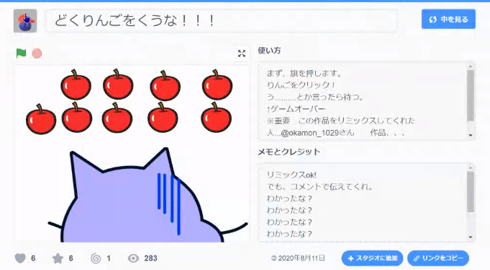 どくりんごをくうな！！！
中を見る
使い方
まず、旗を押します。
りんごをクリック！
う…………とか言ったら待つ。
↑ゲームオーバー
※重要　この作品をリミックスしてくれた
人…@okamon_1029さん　　作品、、、
メモとクレジット
リミックスok!
でも、コメントで伝えてくれ。
わかったな？
わかったな？
わかったな？
わかったな？
6 6 1 283
© 2020年8月11日
スタジオに追加
リンクをコピー